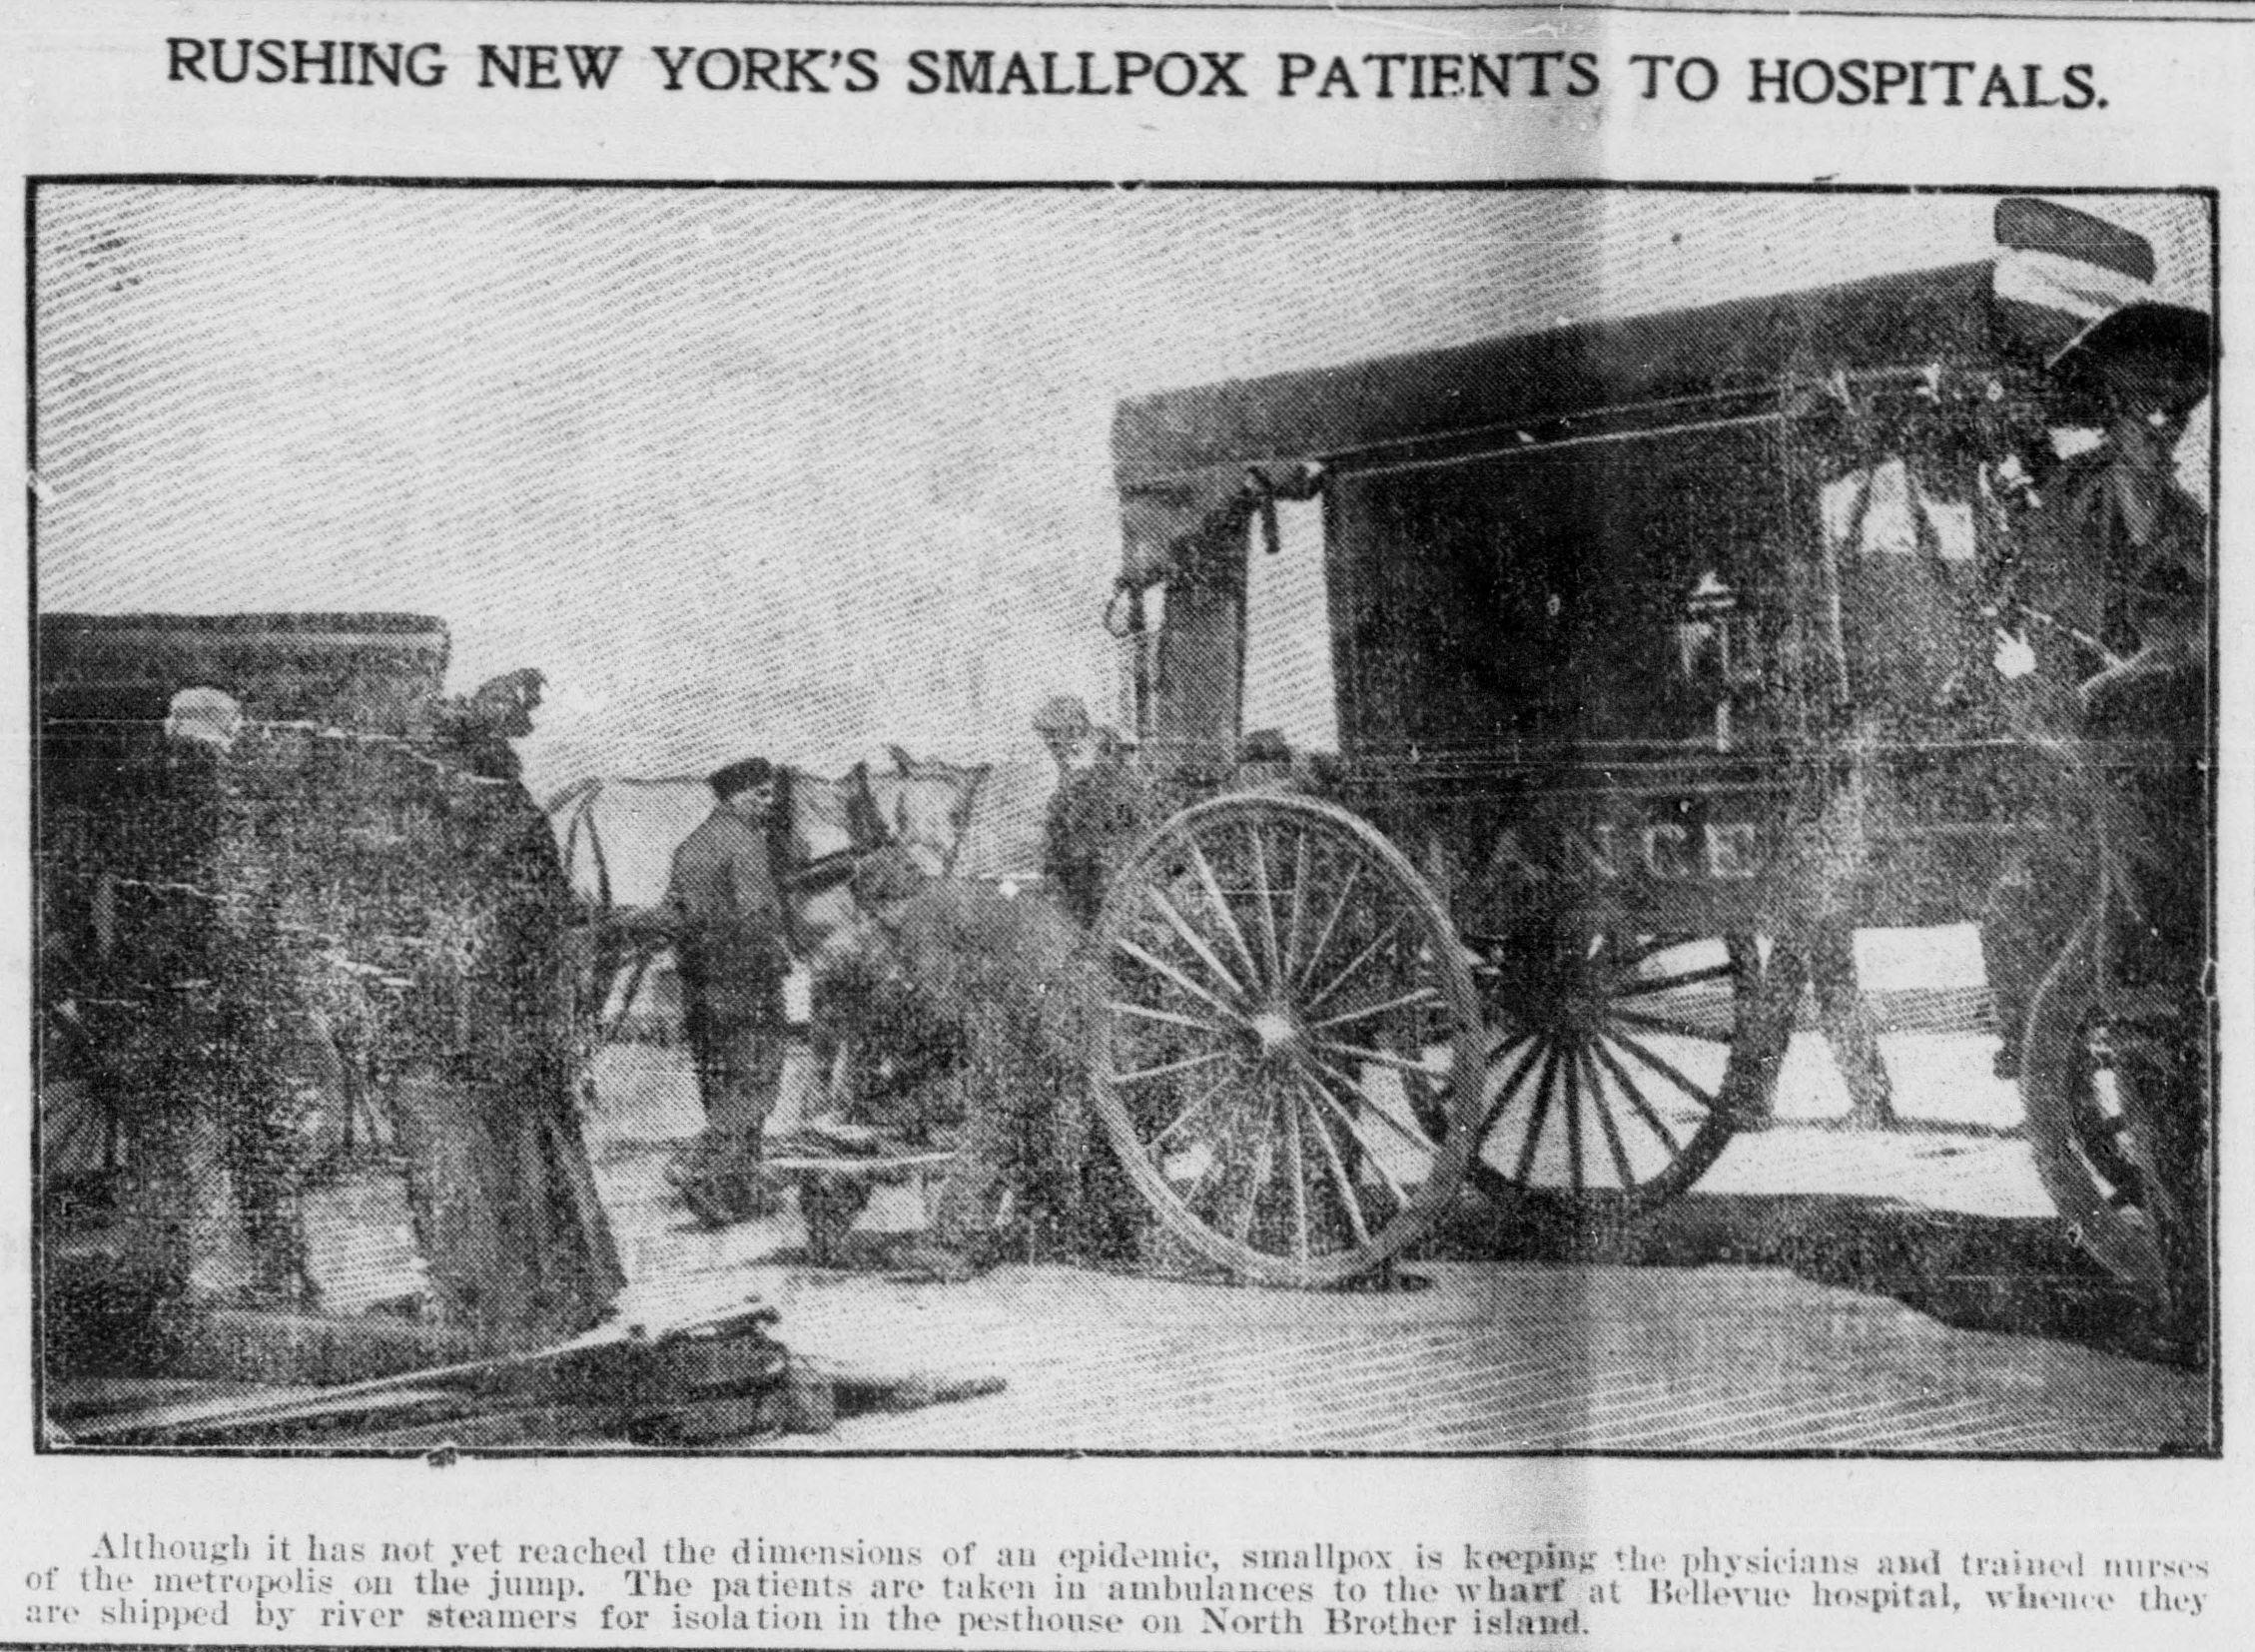 RUSHING NEW YORK'S SMALLPOX PATIENTS TO HOSPITALS.
ANCE
Although it has not yet reached the dimensions of an epidemic, smallpox is keeping the physicians and trained nurses
of the metropolis on the jump. The patients are taken in ambulances to the wharf at Bellevue hospital, whence they
are shipped by river steamers for isolation in the pesthouse on North Brother island.